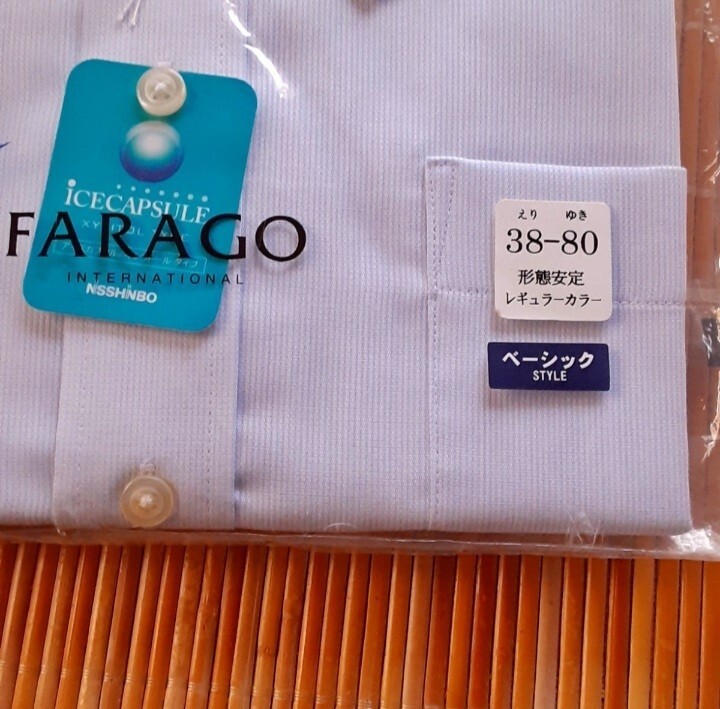 iCECAPSULE
FARAGO
INTERNATIONAL
NiSSHiNBO
えり ゆき
38-80
形態安定
レギュラーカラー
ベーシック
STYLE